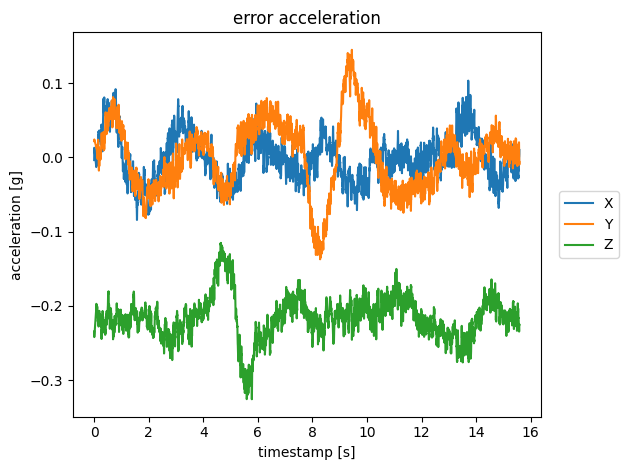 error acceleration
acceleration [g]
0.1
0.0
−0.1
−0.2
−0.3
0 2 4 6 8 10 12 14 16
timestamp [s]
X
Y
Z